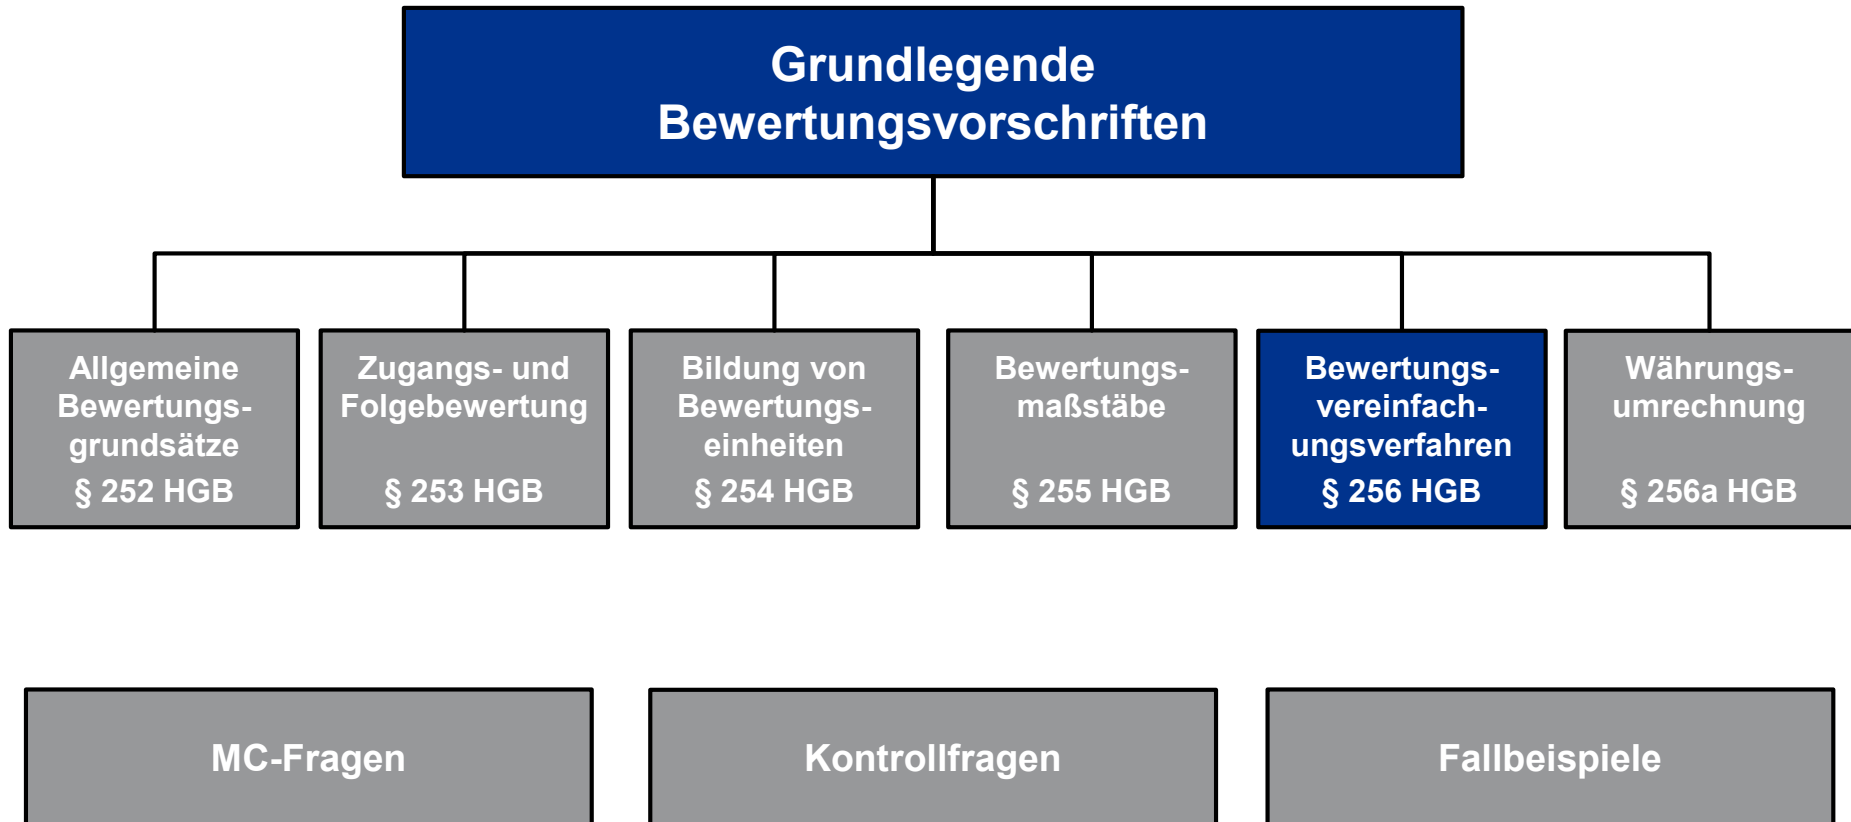 Grundlegende
Bewertungsvorschriften
Allgemeine
Bewertungs-
grundsätze
§ 252 HGB
Zugangs- und
Folgebewertung
§ 253 HGB
Bildung von
Bewertungs-
einheiten
§ 254 HGB
Bewertungs-
maßstäbe
§ 255 HGB
Bewertungs-
vereinfach-
ungsverfahren
§ 256 HGB
Währungs-
umrechnung
§ 256a HGB
MC-Fragen
Kontrollfragen
Fallbeispiele